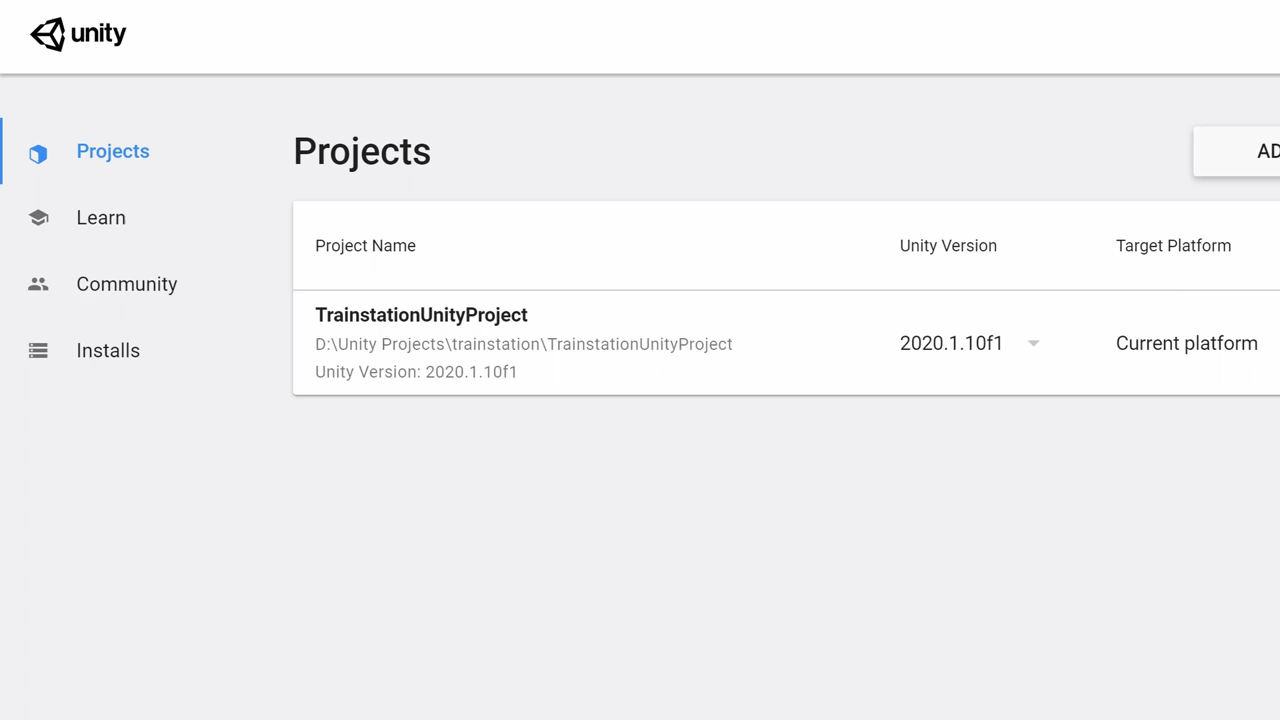 unity
Projects
Learn
Community
Installs
Projects
AD
Project Name
Unity Version
Target Platform
TrainstationUnityProject
D:\Unity Projects\trainstation\TrainstationUnityProject
Unity Version: 2020.1.10f1
2020.1.10f1
Current platform